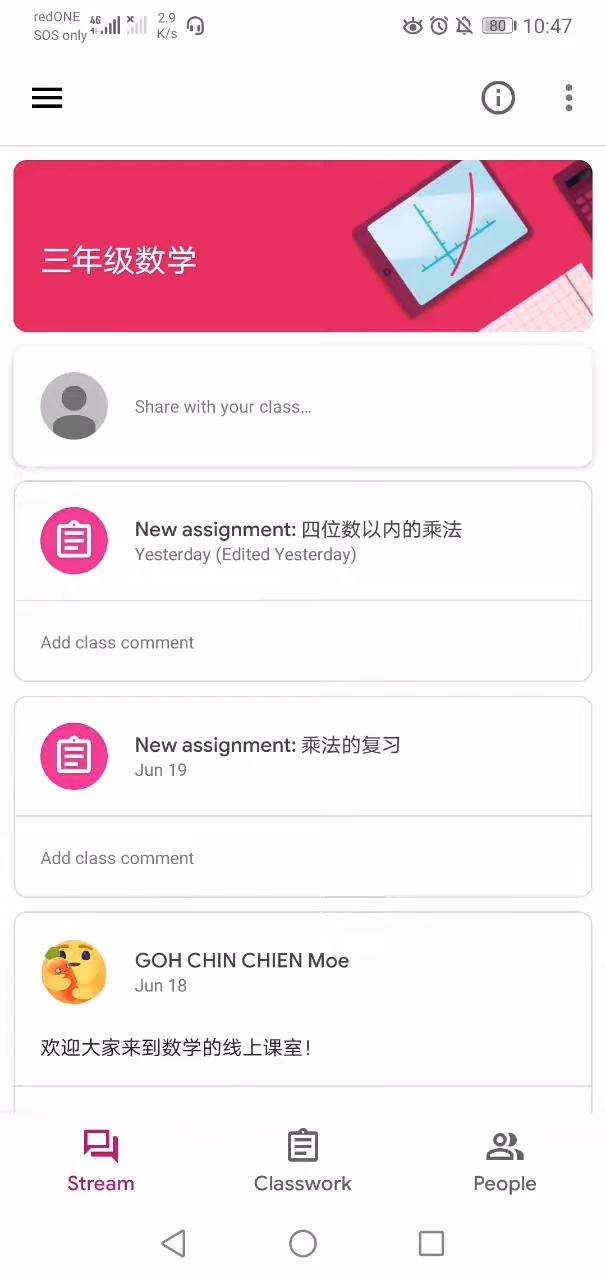 redONE 4G 2.9
SOS only K/s 80 10:47
三年级数学
Share with your class...
New assignment: 四位数以内的乘法
Yesterday (Edited Yesterday)
Add class comment
New assignment: 乘法的复习
Jun 19
Add class comment
GOH CHIN CHIEN Moe
Jun 18
欢迎大家来到数学的线上课室!
Stream Classwork People